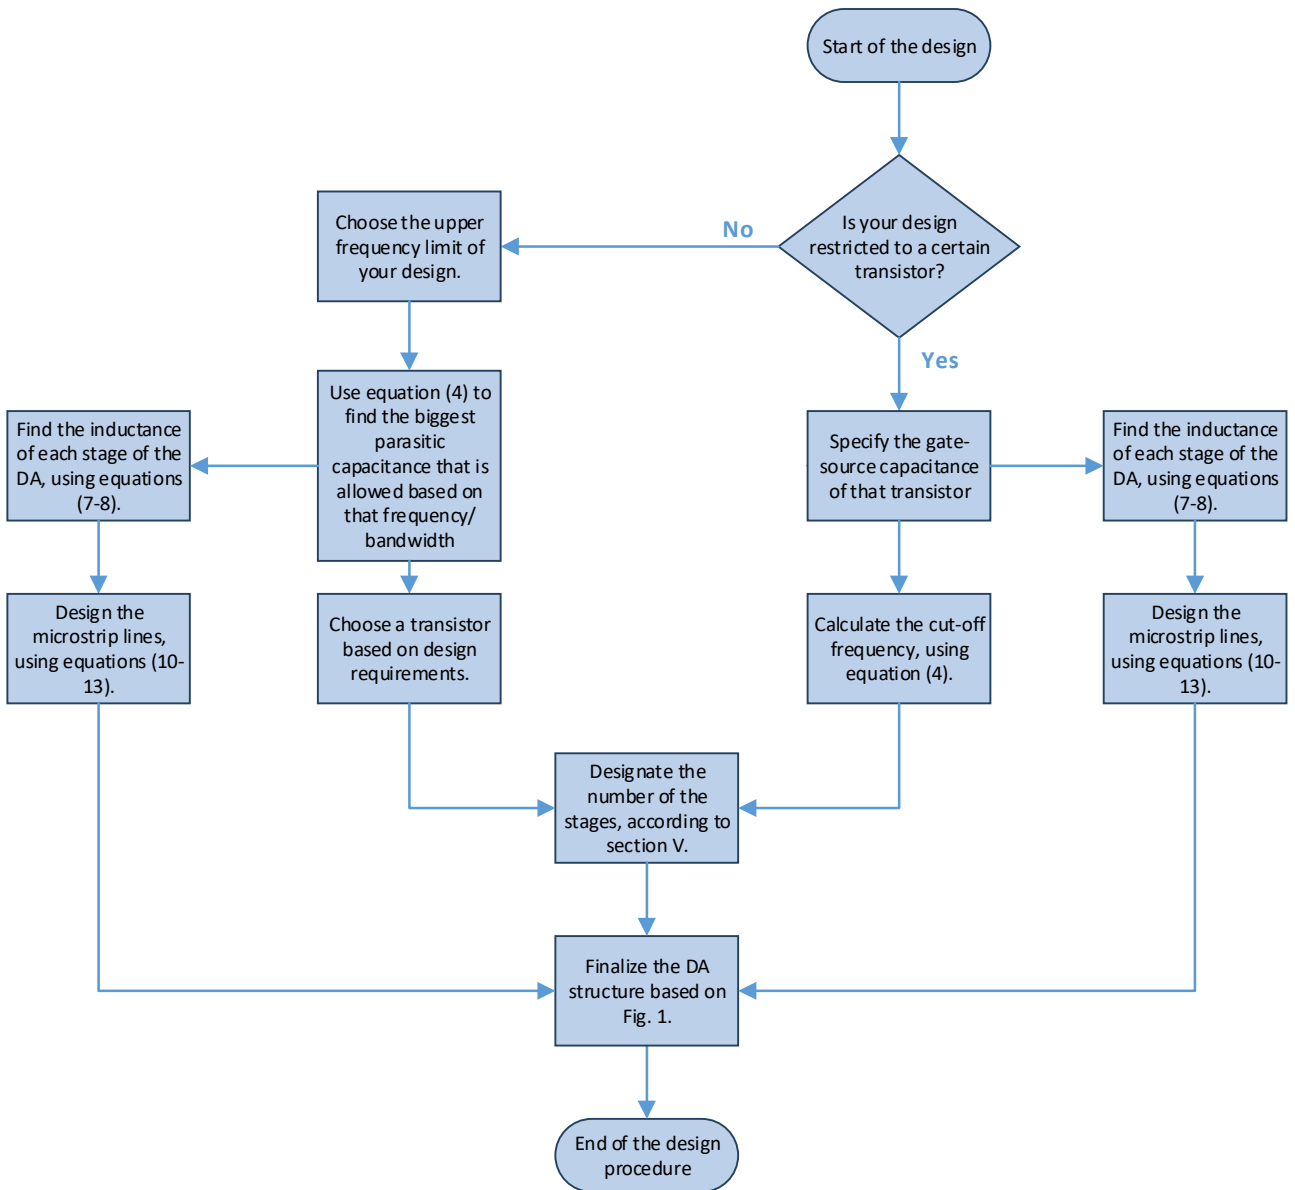 Start of the design
Is your design
restricted to a certain
transistor?
No
Yes
Choose the upper
frequency limit of
your design.
Use equation (4) to
find the biggest
parasitic
capacitance that is
allowed based on
that frequency/
bandwidth
Find the inductance
of each stage of the
DA, using equations
(7-8).
Design the
microstrip lines,
using equations (10-
13).
Choose a transistor
based on design
requirements.
Specify the gate-
source capacitance
of that transistor
Find the inductance
of each stage of the
DA, using equations
(7-8).
Calculate the cut-off
frequency, using
equation (4).
Design the
microstrip lines,
using equations (10-
13).
Designate the
number of the
stages, according to
section V.
Finalize the DA
structure based on
Fig. 1.
End of the design
procedure